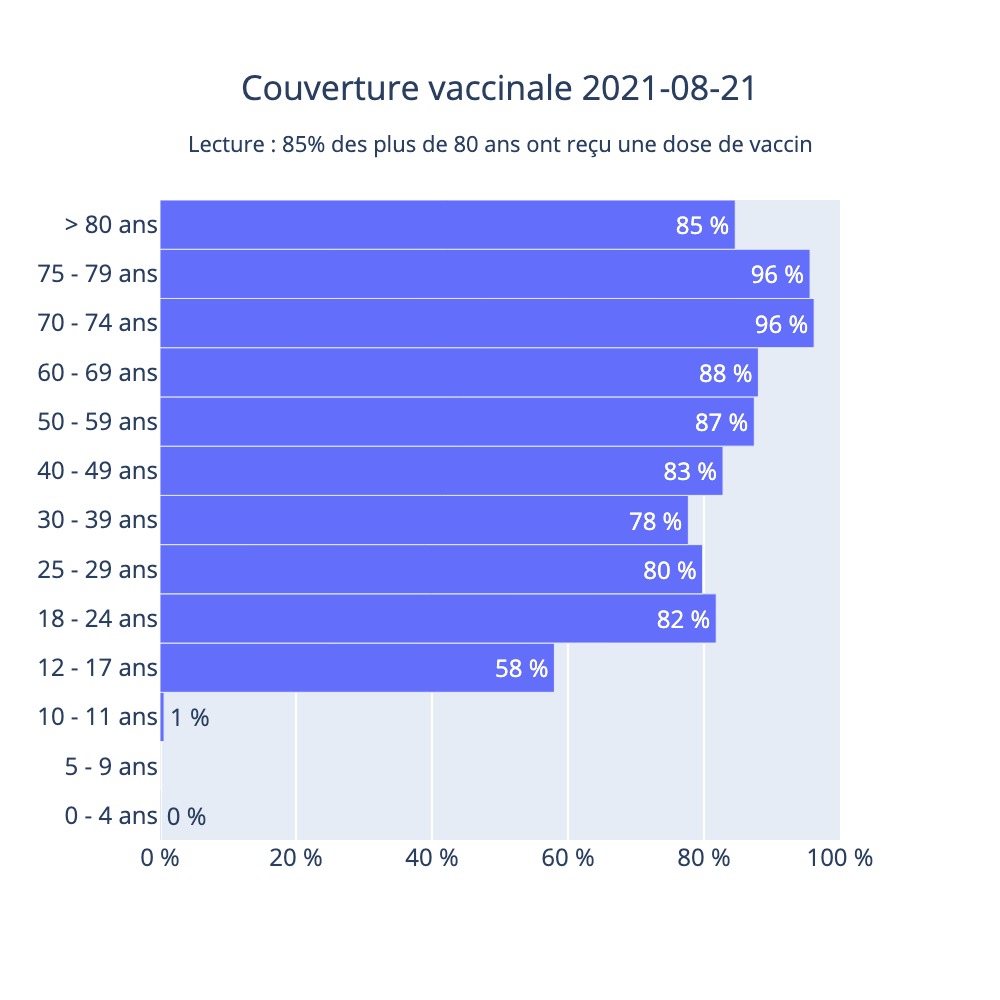 Couverture vaccinale 2021-08-21
Lecture : 85% des plus de 80 ans ont reçu une dose de vaccin
> 80 ans 85 %
75 - 79 ans 96 %
70 - 74 ans 96 %
60 - 69 ans 88 %
50 - 59 ans 87 %
40 - 49 ans 83 %
30 - 39 ans 78 %
25 - 29 ans 80 %
18 - 24 ans 82 %
12 - 17 ans 58 %
10 - 11 ans 1 %
5 - 9 ans
0 - 4 ans 0 %
0 % 20 % 40 % 60 % 80 % 100 %